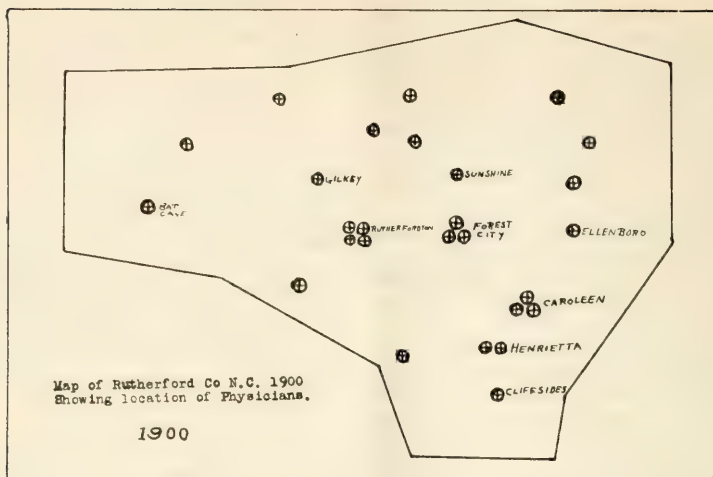 GILKEY
SUNSHINE
BAT
CAVE
RUTHERFORDTON
FOREST
CITY
ELLENBORO
CAROLEEN
HENRIETTA
CLIFFSIDES
Map of Rutherford Co N.C. 1900
Showing location of Physicians.
1900